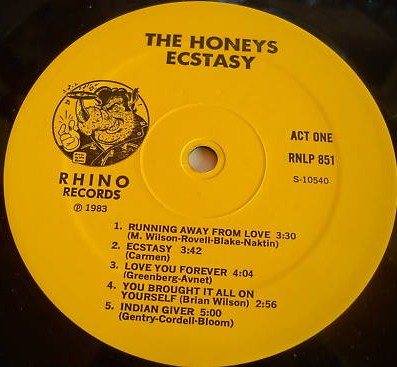 THE HONEYS
ECSTASY
ACT ONE
RNLP 851
S-10540
RHINO
RECORDS
℗ 1983
1. RUNNING AWAY FROM LOVE 3:30
(M. Wilson-Rovell-Blake-Naktin)
2. ECSTASY 3:42
(Carmen)
3. LOVE YOU FOREVER 4:04
(Greenberg-Avnet)
4. YOU BROUGHT IT ALL ON
YOURSELF (Brian Wilson) 2:56
5. INDIAN GIVER 5:00
(Gentry-Cordell-Bloom)